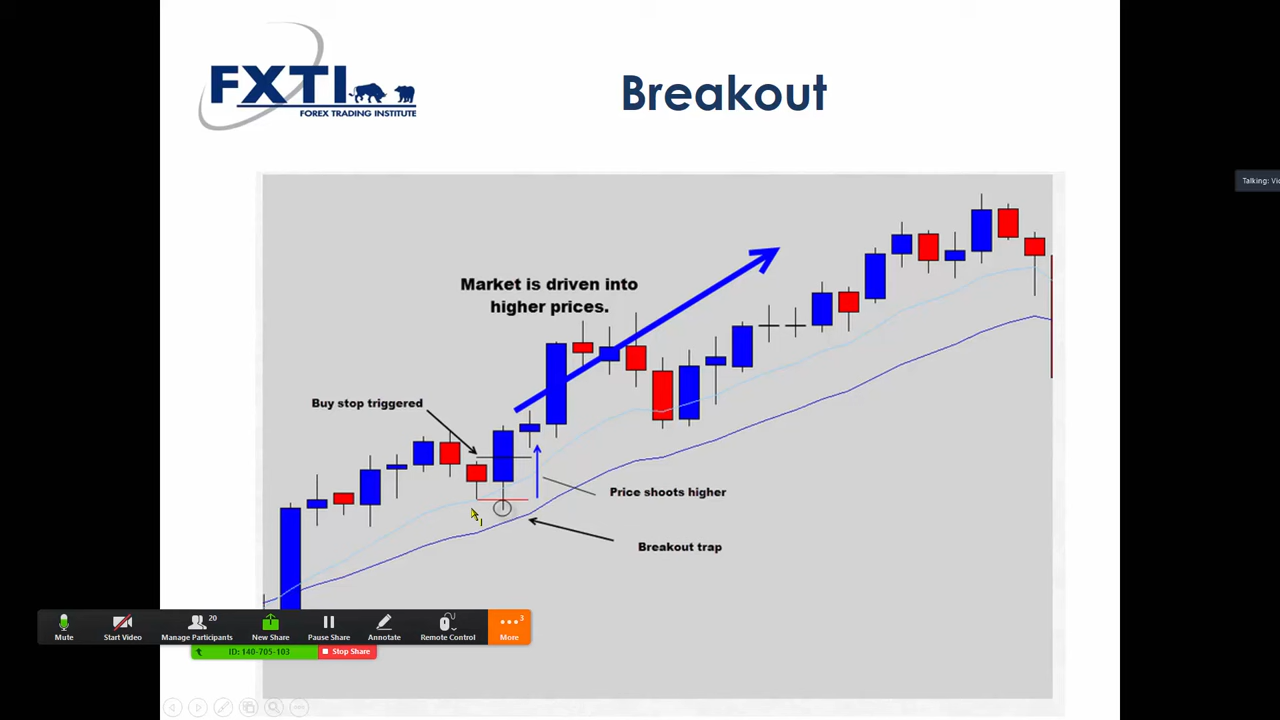 FXTI
FOREX TRADING INSTITUTE
Breakout
Talking:
Market is driven into
higher prices.
Buy stop triggered
Price shoots higher
Breakout trap
20
3
Mute
Start Video
Manage Participants
New Share
Pause Share
Annotate
Remote Control
More
ID: 140-705-103
Stop Share